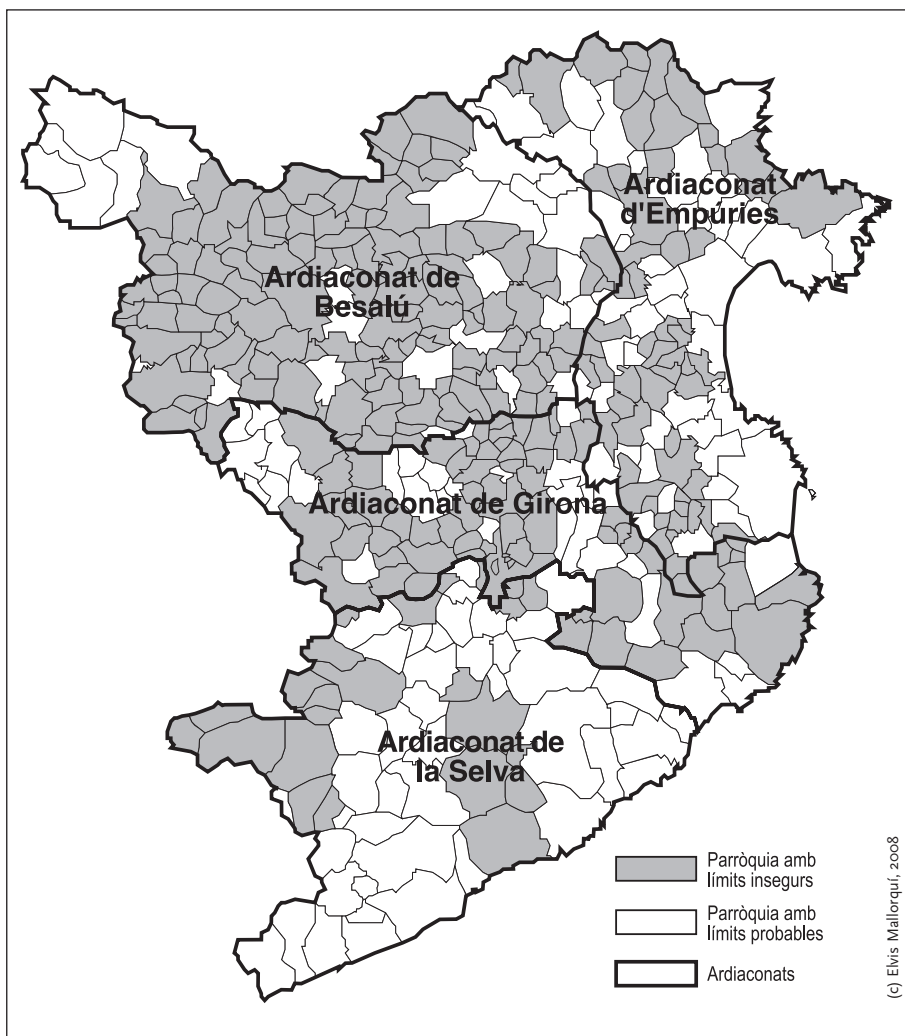 Ardiaconat
d'Empúries
Ardiaconat de
Besalú
Ardiaconat de Girona
Ardiaconat de
la Selva
Parròquia amb
límits insegurs
Parròquia amb
límits probables
Ardiaconats
(c) Elvis Mallorquí, 2008